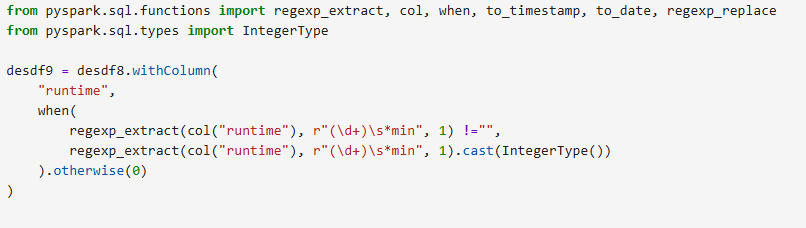 from pyspark.sql.functions import regexp_extract, col, when, to_timestamp, to_date, regexp_replace
from pyspark.sql.types import IntegerType

desdf9 = desdf8.withColumn(
    "runtime",
    when(
        regexp_extract(col("runtime"), r"(\d+)\s*min", 1) !="",
        regexp_extract(col("runtime"), r"(\d+)\s*min", 1).cast(IntegerType())
    ).otherwise(0)
)